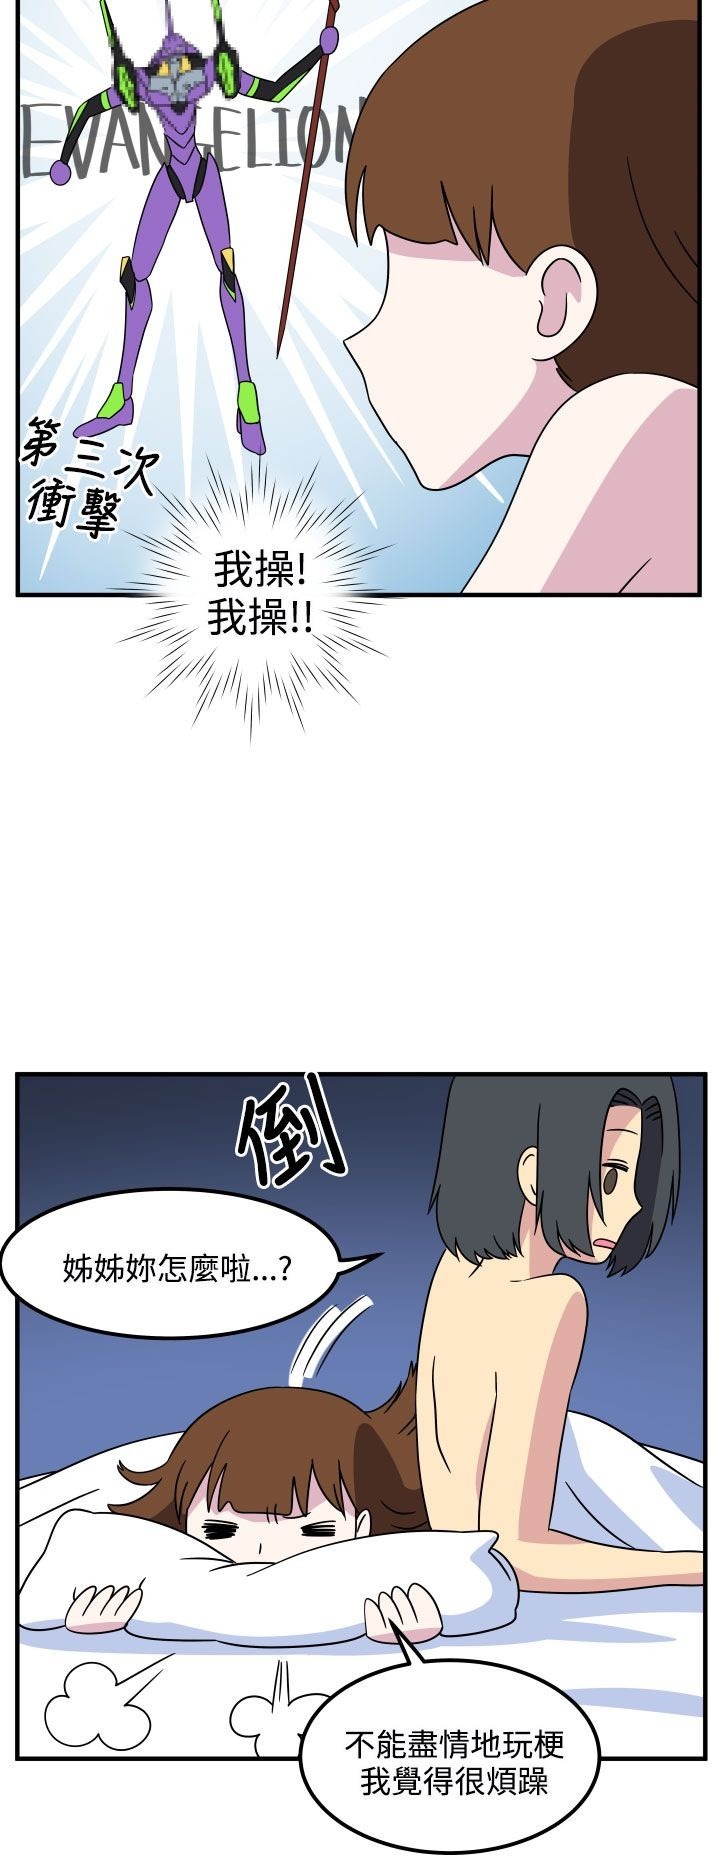 EVANGELION
第三次
衝擊
我操!
我操!!
倒
姊姊妳怎麼啦...?
不能盡情地玩梗
我覺得很煩躁